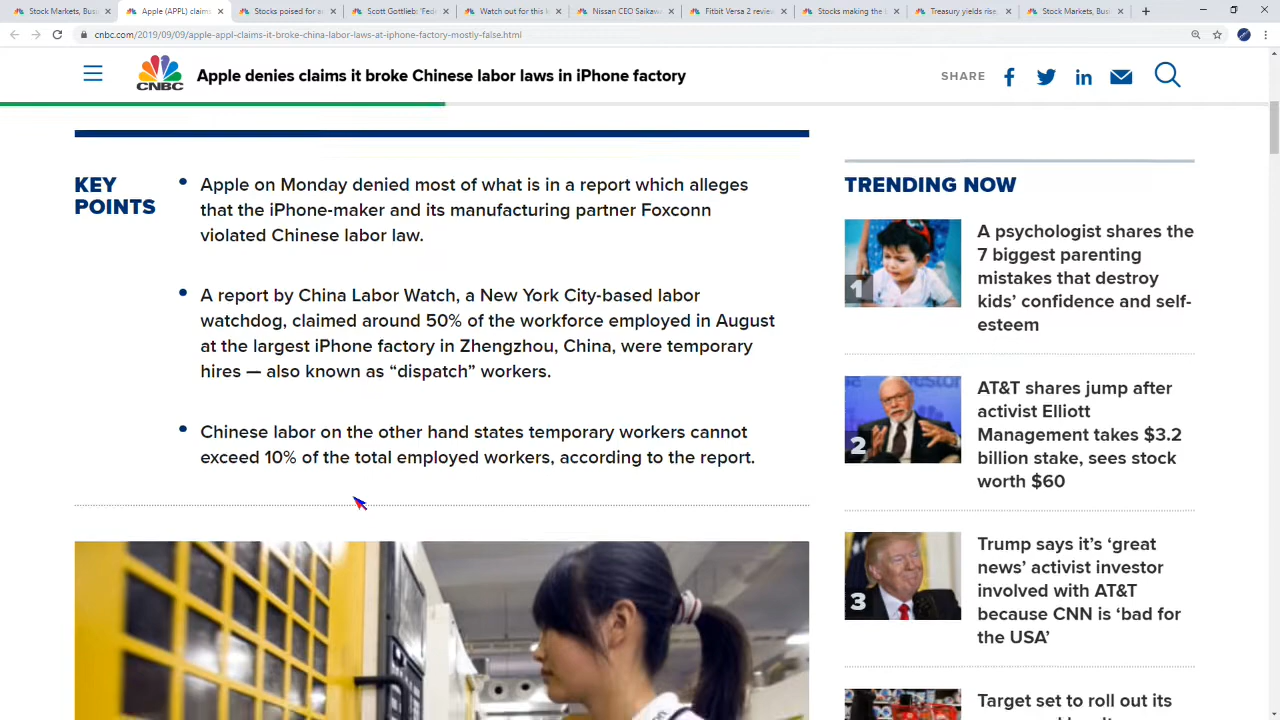 Stock Markets, Busi
Apple (APPL) claims
Stocks poised for a
Scott Gottlieb: 'Fed
Watch out for this
Nissan CEO Saikaw
Fitbit Versa 2 review
Stocks making the
Treasury yields rise,
Stock Markets, Busi
cnbc.com/2019/09/09/apple-appl-claims-it-broke-china-labor-laws-at-iphone-factory-mostly-false.html
CNBC
Apple denies claims it broke Chinese labor laws in iPhone factory
SHARE
KEY
POINTS
Apple on Monday denied most of what is in a report which alleges
that the iPhone-maker and its manufacturing partner Foxconn
violated Chinese labor law.
A report by China Labor Watch, a New York City-based labor
watchdog, claimed around 50% of the workforce employed in August
at the largest iPhone factory in Zhengzhou, China, were temporary
hires — also known as “dispatch” workers.
Chinese labor on the other hand states temporary workers cannot
exceed 10% of the total employed workers, according to the report.
TRENDING NOW
1
A psychologist shares the
7 biggest parenting
mistakes that destroy
kids’ confidence and self-
esteem
2
AT&T shares jump after
activist Elliott
Management takes $3.2
billion stake, sees stock
worth $60
3
Trump says it’s ‘great
news’ activist investor
involved with AT&T
because CNN is ‘bad for
the USA’
Target set to roll out its